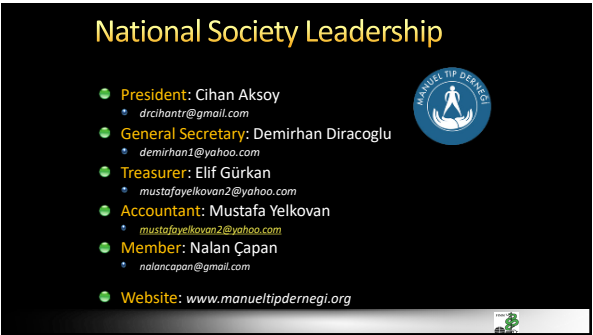 National Society Leadership
MANUEL TIP DERNEĞİ
President: Cihan Aksoy
drcihantr@gmail.com
General Secretary: Demirhan Diracoglu
demirhan1@yahoo.com
Treasurer: Elif Gürkan
mustafayelkovan2@yahoo.com
Accountant: Mustafa Yelkovan
mustafayelkovan2@yahoo.com
Member: Nalan Çapan
nalancapan@gmail.com
Website: www.manueltipdernegi.org